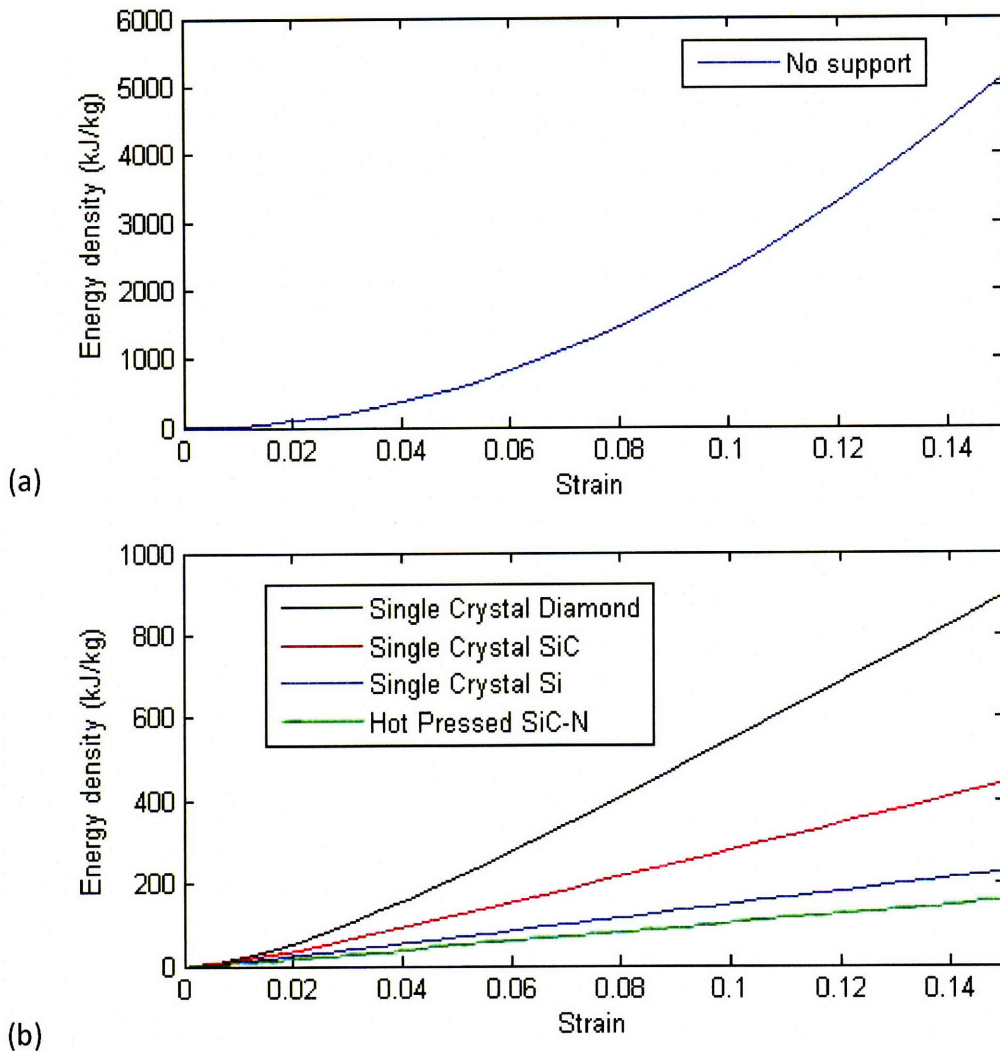 6000
5000
4000
3000
2000
1000
0
Energy density (kJ/kg)
No support
0 0.02 0.04 0.06 0.08 0.1 0.12 0.14
Strain
(a)
1000
800
600
400
200
0
Energy density (kJ/kg)
Single Crystal Diamond
Single Crystal SiC
Single Crystal Si
Hot Pressed SiC-N
0 0.02 0.04 0.06 0.08 0.1 0.12 0.14
Strain
(b)